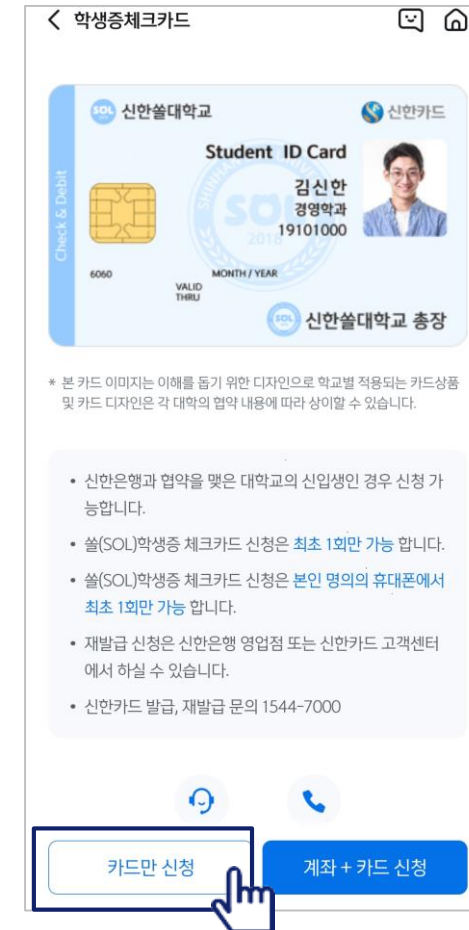 학생증체크카드
SOL 신한쏠대학교
신한카드
Check & Debit
Student ID Card
김신한
경영학과
19101000
SOL
2018
6060
MONTH / YEAR
VALID
THRU
SOL 신한쏠대학교 총장
* 본 카드 이미지는 이해를 돕기 위한 디자인으로 학교별 적용되는 카드상품
및 카드 디자인은 각 대학의 협약 내용에 따라 상이할 수 있습니다.
• 신한은행과 협약을 맺은 대학교의 신입생인 경우 신청 가
능합니다.
• 쏠(SOL)학생증 체크카드 신청은 최초 1회만 가능 합니다.
• 쏠(SOL)학생증 체크카드 신청은 본인 명의의 휴대폰에서
최초 1회만 가능 합니다.
• 재발급 신청은 신한은행 영업점 또는 신한카드 고객센터
에서 하실 수 있습니다.
• 신한카드 발급, 재발급 문의 1544-7000
카드만 신청
계좌 + 카드 신청